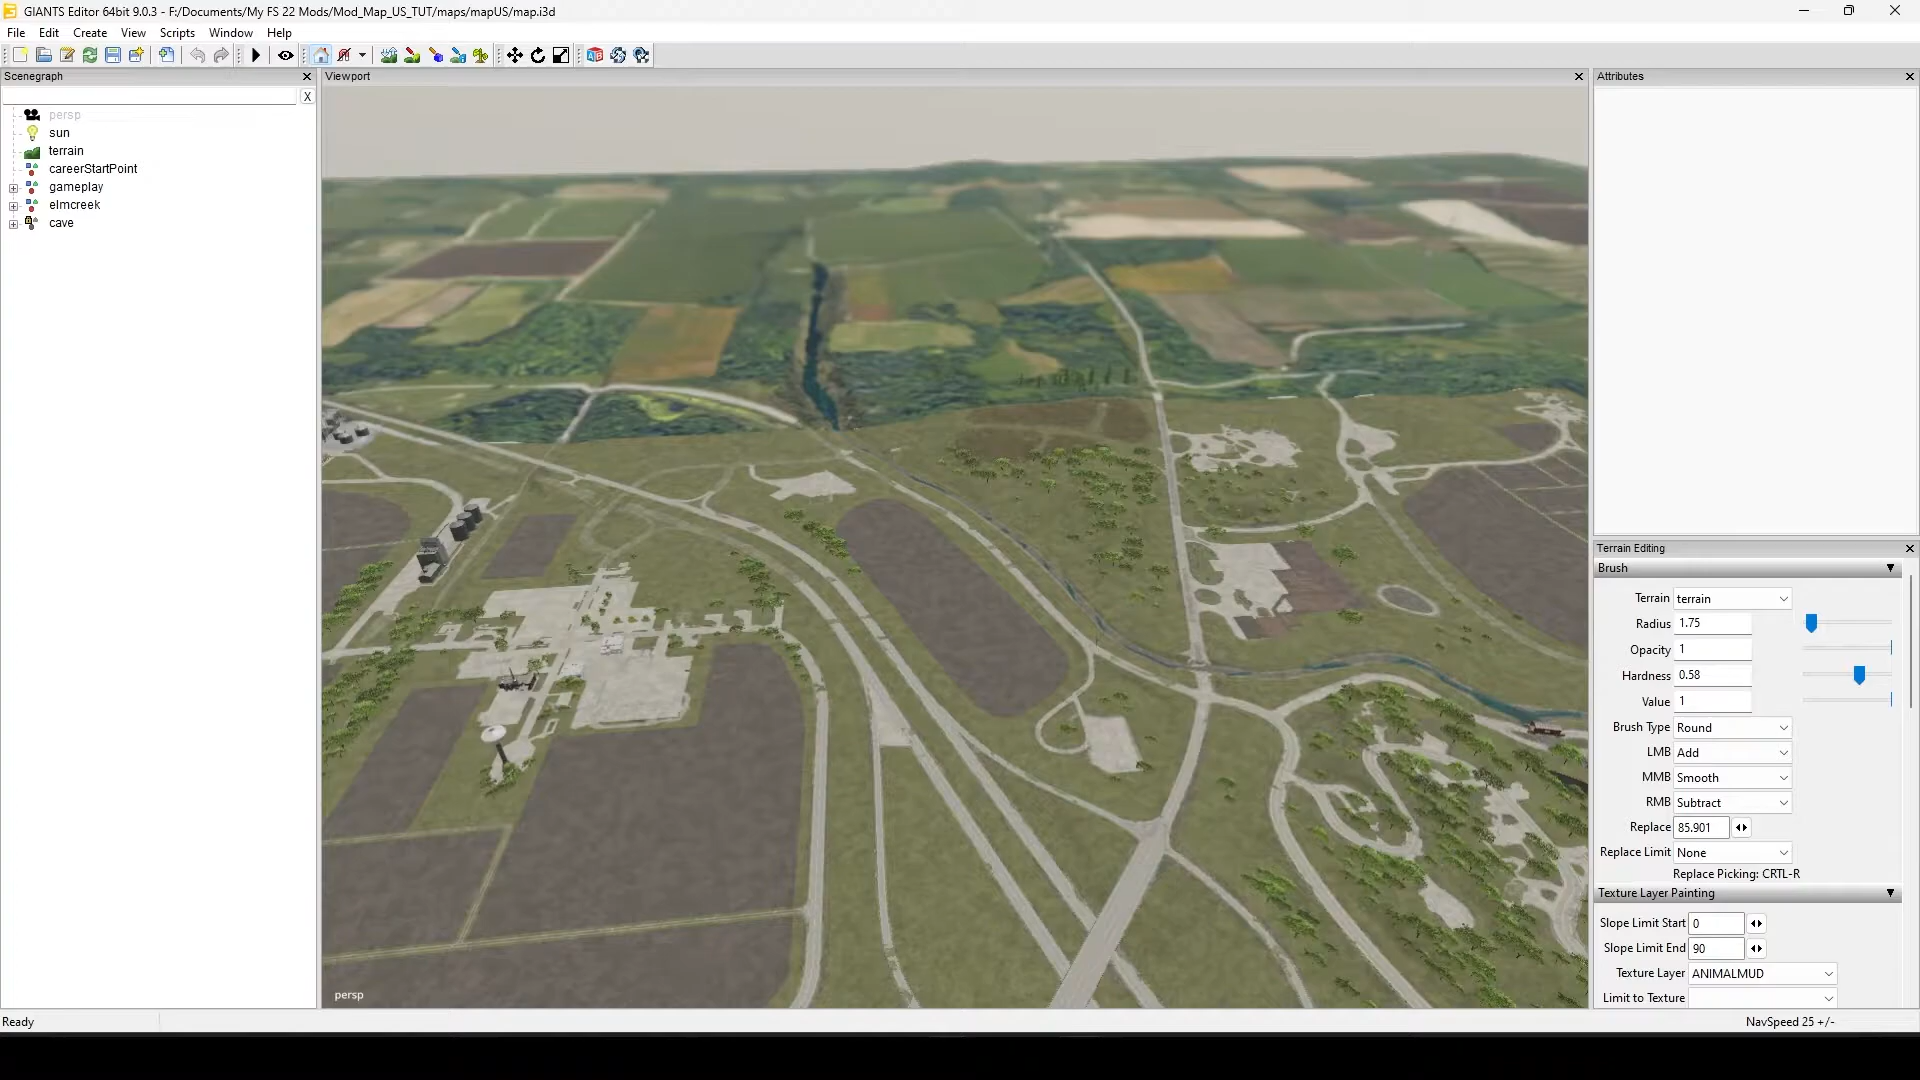 GIANTS Editor 64bit 9.0.3 - F:/Documents/My FS 22 Mods/Mod_Map_US_TUT/maps/mapUS/map.i3d
File Edit Create View Scripts Window Help
Scenegraph
X
persp
sun
terrain
careerStartPoint
gameplay
elmcreek
cave
Viewport
persp
Attributes
Terrain Editing
Brush
Terrain terrain
Radius 1.75
Opacity 1
Hardness 0.58
Value 1
Brush Type Round
LMB Add
MMB Smooth
RMB Subtract
Replace 85.901
Replace Limit None
Replace Picking: CRTL-R
Texture Layer Painting
Slope Limit Start 0
Slope Limit End 90
Texture Layer ANIMALMUD
Limit to Texture
Ready
NavSpeed 25 +/-